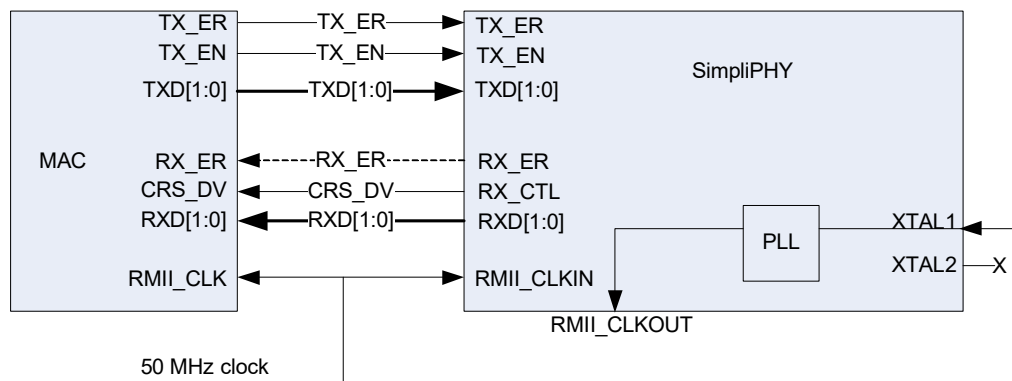 TX_ER TX_ER TX_ER
TX_EN TX_EN TX_EN
SimpliPHY
TXD[1:0] TXD[1:0] TXD[1:0]
MAC
RX_ER RX_ER RX_ER
CRS_DV CRS_DV RX_CTL
RXD[1:0] RXD[1:0] RXD[1:0]
PLL
XTAL1
XTAL2 X
RMII_CLK RMII_CLKIN
RMII_CLKOUT
50 MHz clock